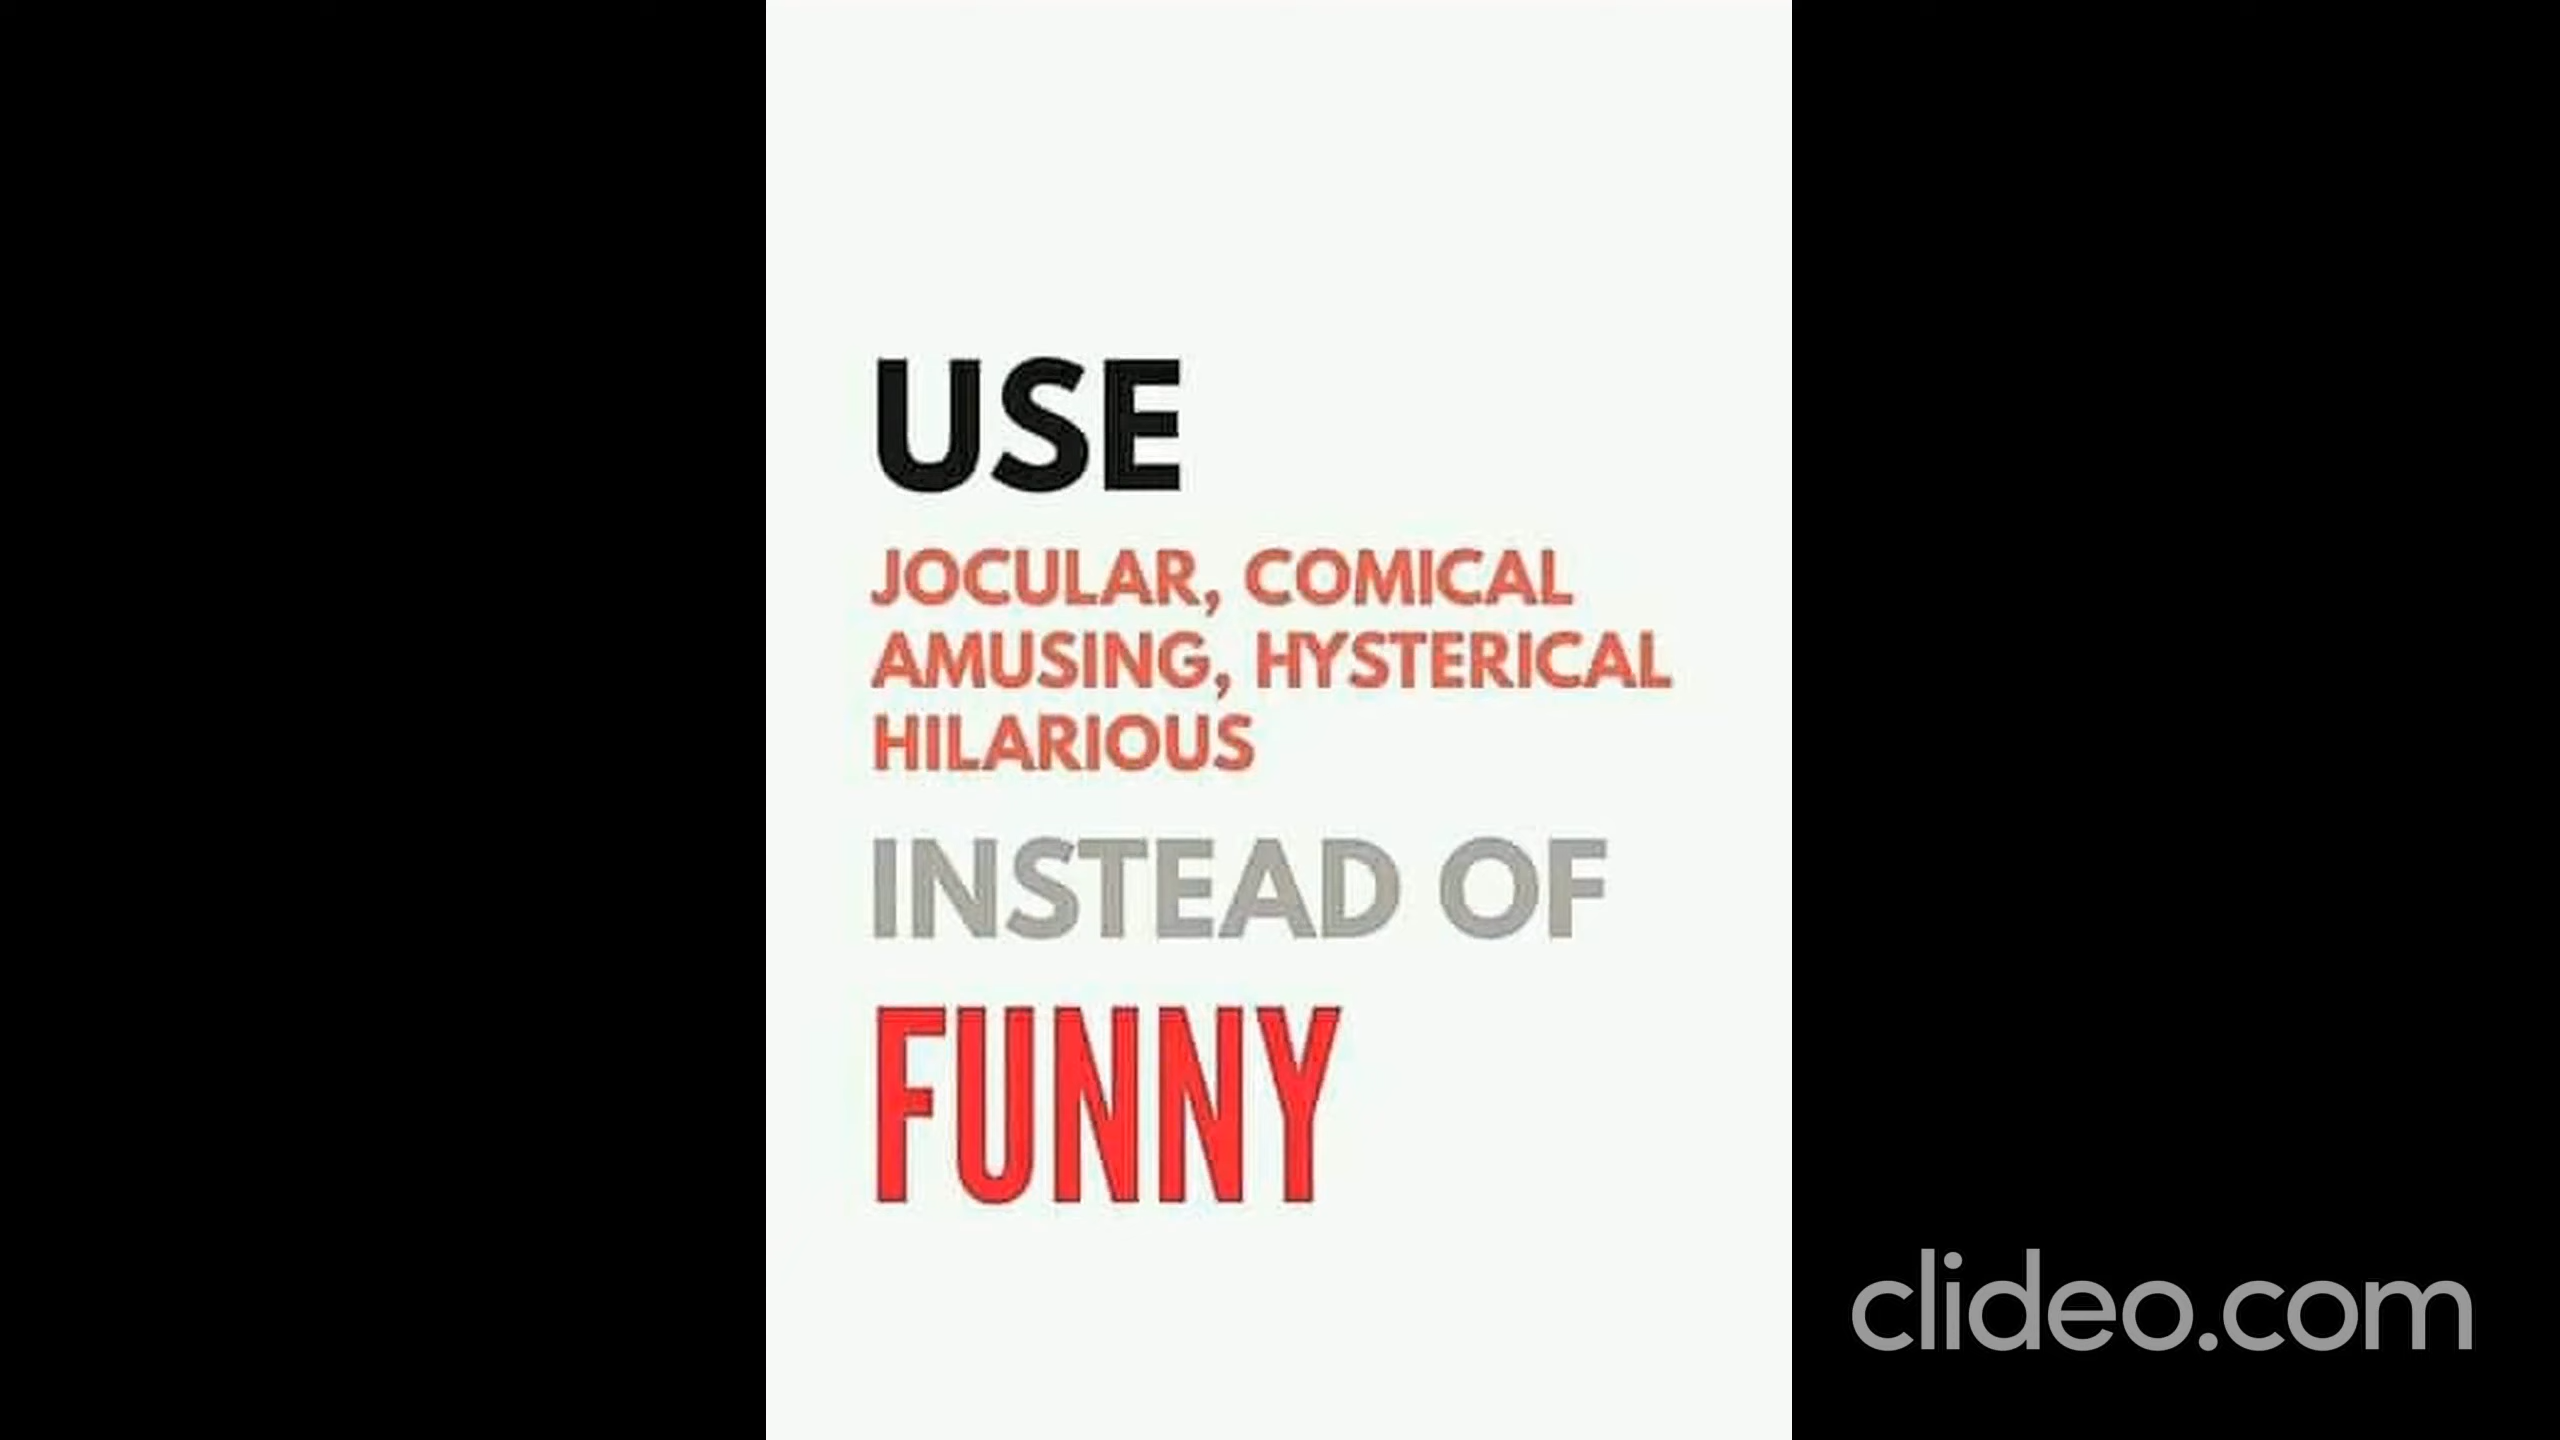 USE
JOCULAR, COMICAL
AMUSING, HYSTERICAL
HILARIOUS
INSTEAD OF
FUNNY
clideo.com